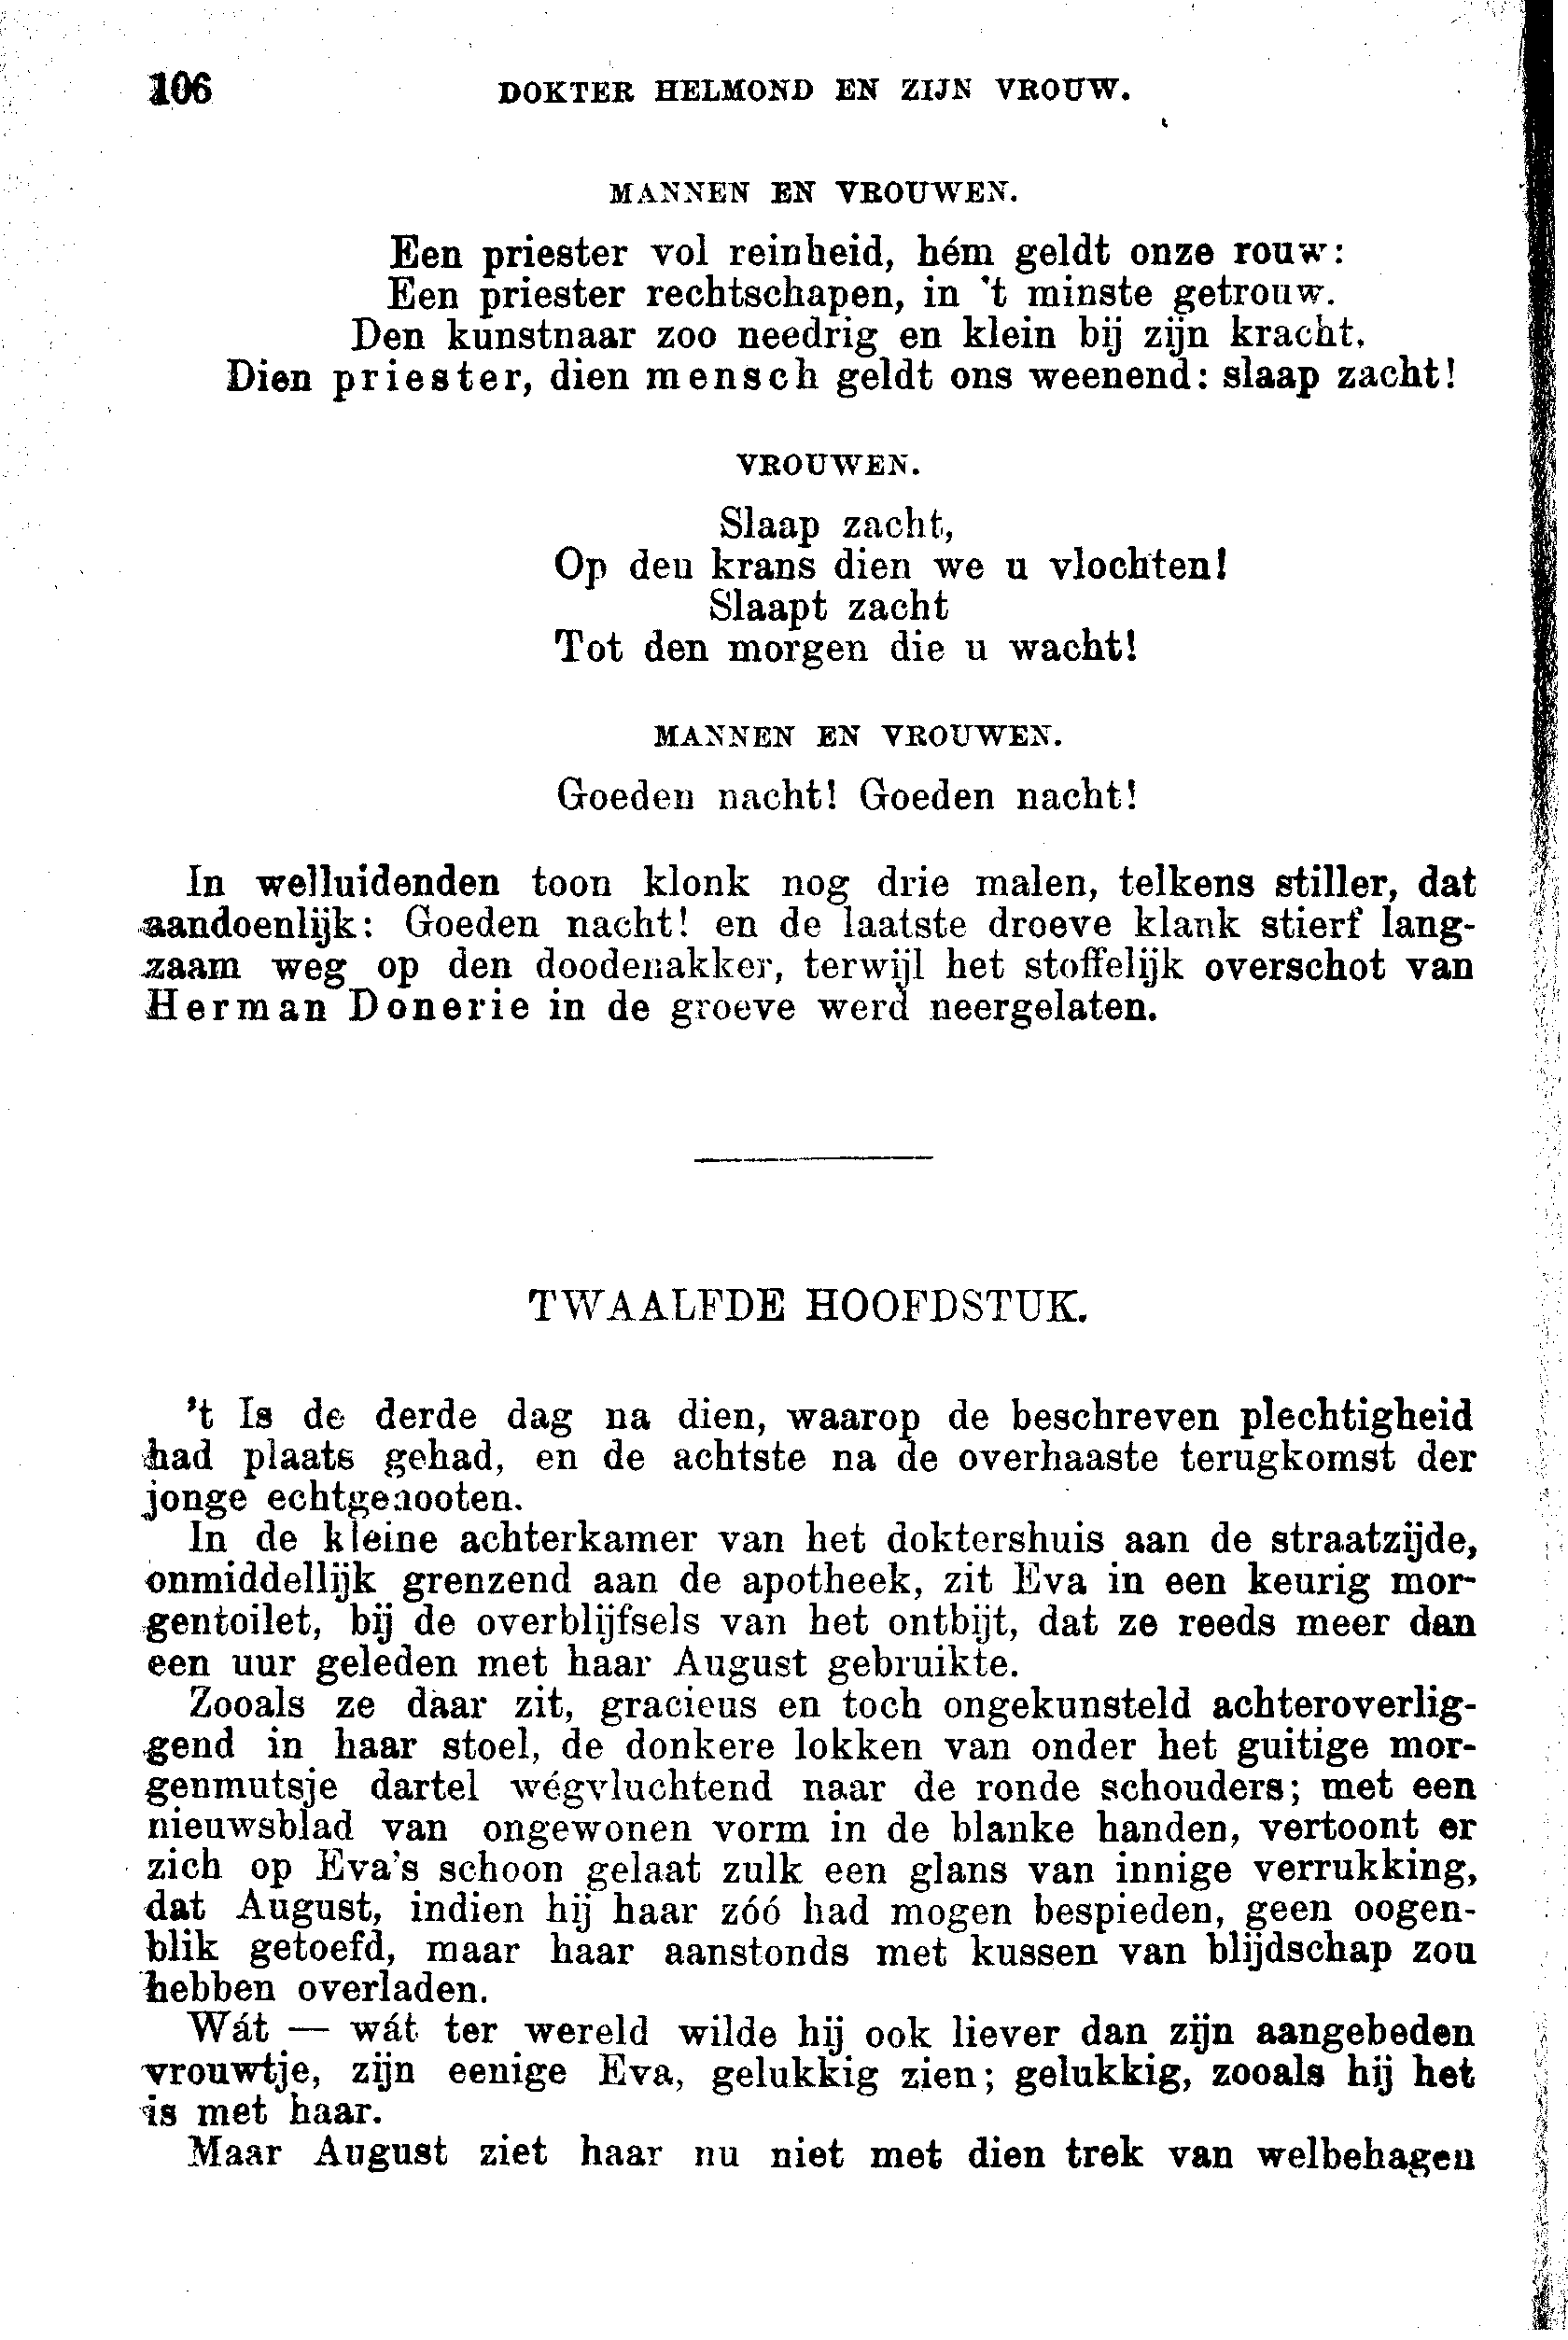 106 DOKTER HELMOND EN ZIJN VROUW.
MANNEN EN VROUWEN.
Een priester vol reinheid, hém geldt onze rouw:
Een priester rechtschapen, in 't minste getrouw.
Den kunstnaar zoo needrig en klein bij zijn kracht,
Dien priester, dien mensch geldt ons weenend: slaap zacht!
VROUWEN.
Slaap zacht,
Op den krans dien we u vlochten!
Slaapt zacht
Tot den morgen die u wacht!
MANNEN EN VROUWEN.
Goeden nacht! Goeden nacht!
In welluidenden toon klonk nog drie malen, telkens stiller, dat
aandoenlijk: Goeden nacht! en de laatste droeve klank stierf lang-
zaam weg op den doodenakker, terwijl het stoffelijk overschot van
Herman Donerie in de groeve werd neergelaten.
TWAALFDE HOOFDSTUK.
't Is de derde dag na dien, waarop de beschreven plechtigheid
had plaats gehad, en de achtste na de overhaaste terugkomst der
jonge echtgenooten.
In de kleine achterkamer van het doktershuis aan de straatzijde,
onmiddellijk grenzend aan de apotheek, zit Eva in een keurig mor-
gentoilet, bij de overblijfsels van het ontbijt, dat ze reeds meer dan
een uur geleden met haar August gebruikte.
Zooals ze daar zit, gracieus en toch ongekunsteld achteroverlig-
gend in haar stoel, de donkere lokken van onder het guitige mor-
genmutsje dartel wégvluchtend naar de ronde schouders; met een
nieuwsblad van ongewonen vorm in de blanke handen, vertoont er
zich op Eva's schoon gelaat zulk een glans van innige verrukking,
dat August, indien hij haar zóó had mogen bespieden, geen oogen-
blik getoefd, maar haar aanstonds met kussen van blijdschap zou
hebben overladen.
Wát — wát ter wereld wilde hij ook liever dan zijn aangebeden
vrouwtje, zijn eenige Eva, gelukkig zien; gelukkig, zooals hij het
is met haar.
Maar August ziet haar nu niet met dien trek van welbehagen